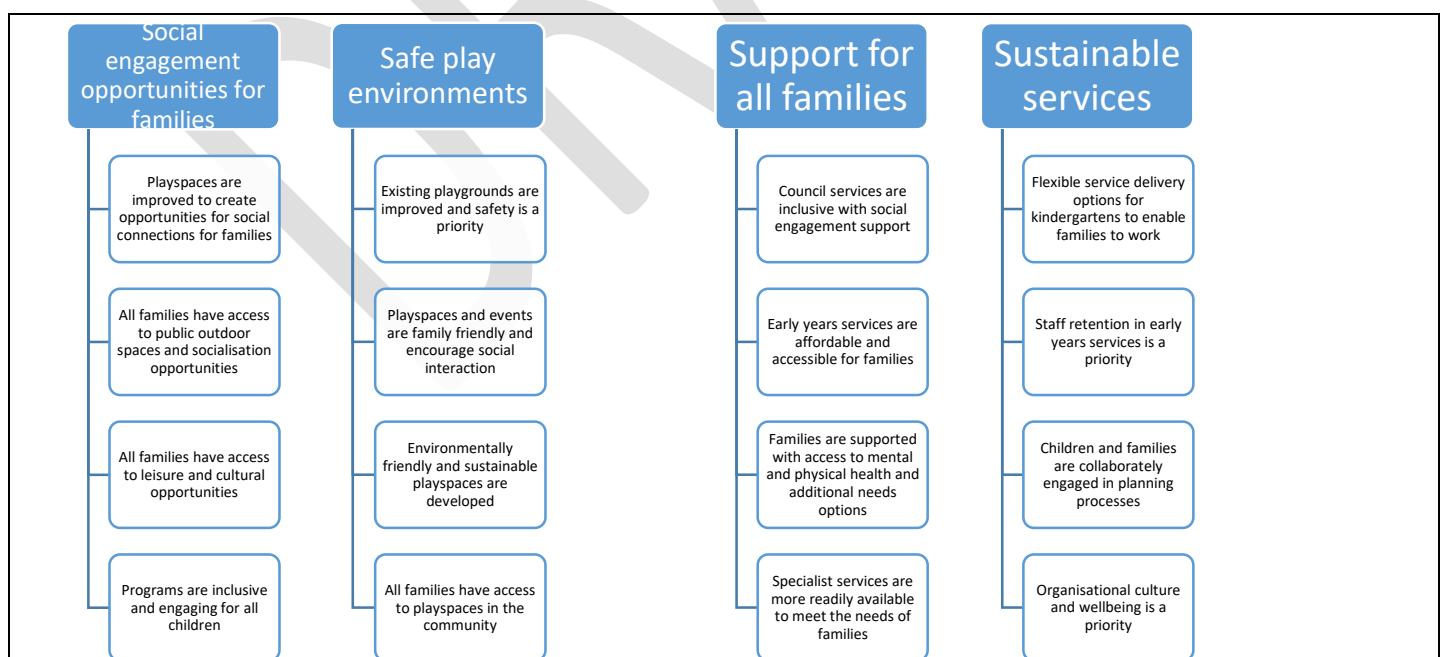 Social
engagement
opportunities for
families
Playspaces are
improved to create
opportunities for social
connections for families
All families have access
to public outdoor
spaces and socialisation
opportunities
All families have access
to leisure and cultural
opportunities
Programs are inclusive
and engaging for all
children
Safe play
environments
Existing playgrounds are
improved and safety is a
priority
Playspaces and events
are family friendly and
encourage social
interaction
Environmentally
friendly and sustainable
playspaces are
developed
All families have access
to playspaces in the
community
Support for
all families
Council services are
inclusive with social
engagement support
Early years services are
affordable and
accessible for families
Families are supported
with access to mental
and physical health and
additional needs
options
Specialist services are
more readily available
to meet the needs of
families
Sustainable
services
Flexible service delivery
options for
kindergartens to enable
families to work
Staff retention in early
years services is a
priority
Children and families
are collaborately
engaged in planning
processes
Organisational culture
and wellbeing is a
priority